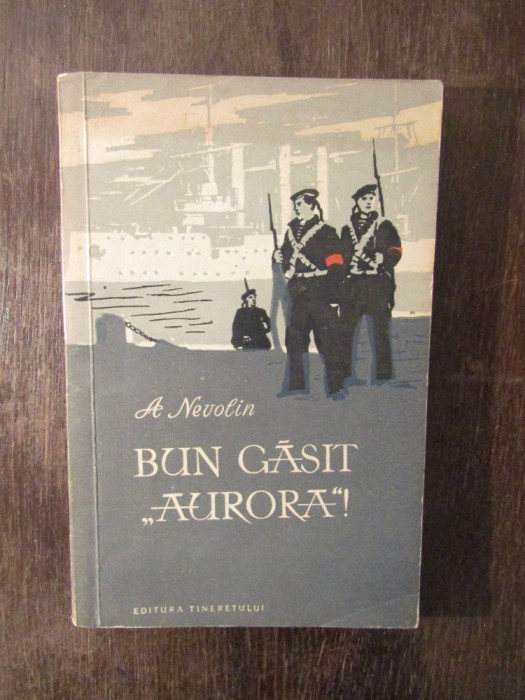 A Nevolin
BUN GĂSIT
„AURORA“!
EDITURA TINERETULUI